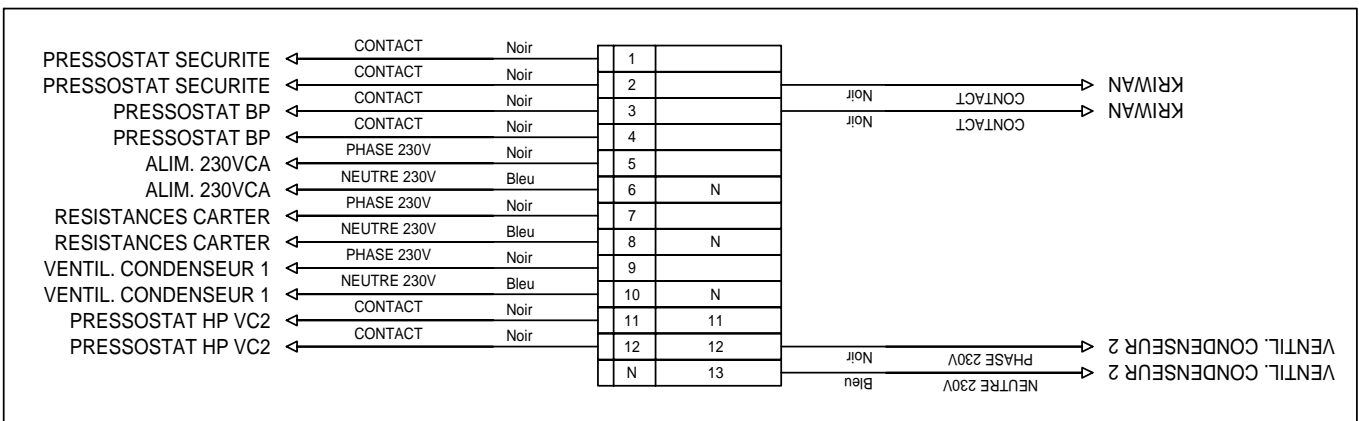 PRESSOSTAT SECURITE CONTACT Noir 1
PRESSOSTAT SECURITE CONTACT Noir 2 Noir CONTACT KRIWAN
PRESSOSTAT BP CONTACT Noir 3 Noir CONTACT KRIWAN
PRESSOSTAT BP CONTACT Noir 4
ALIM. 230VCA PHASE 230V Noir 5
ALIM. 230VCA NEUTRE 230V Bleu 6 N
RESISTANCES CARTER PHASE 230V Noir 7
RESISTANCES CARTER NEUTRE 230V Bleu 8 N
VENTIL. CONDENSEUR 1 PHASE 230V Noir 9
VENTIL. CONDENSEUR 1 NEUTRE 230V Bleu 10 N
PRESSOSTAT HP VC2 CONTACT Noir 11 11
PRESSOSTAT HP VC2 CONTACT Noir 12 12 Noir PHASE 230V VENTIL. CONDENSEUR 2
N 13 Bleu NEUTRE 230V VENTIL. CONDENSEUR 2